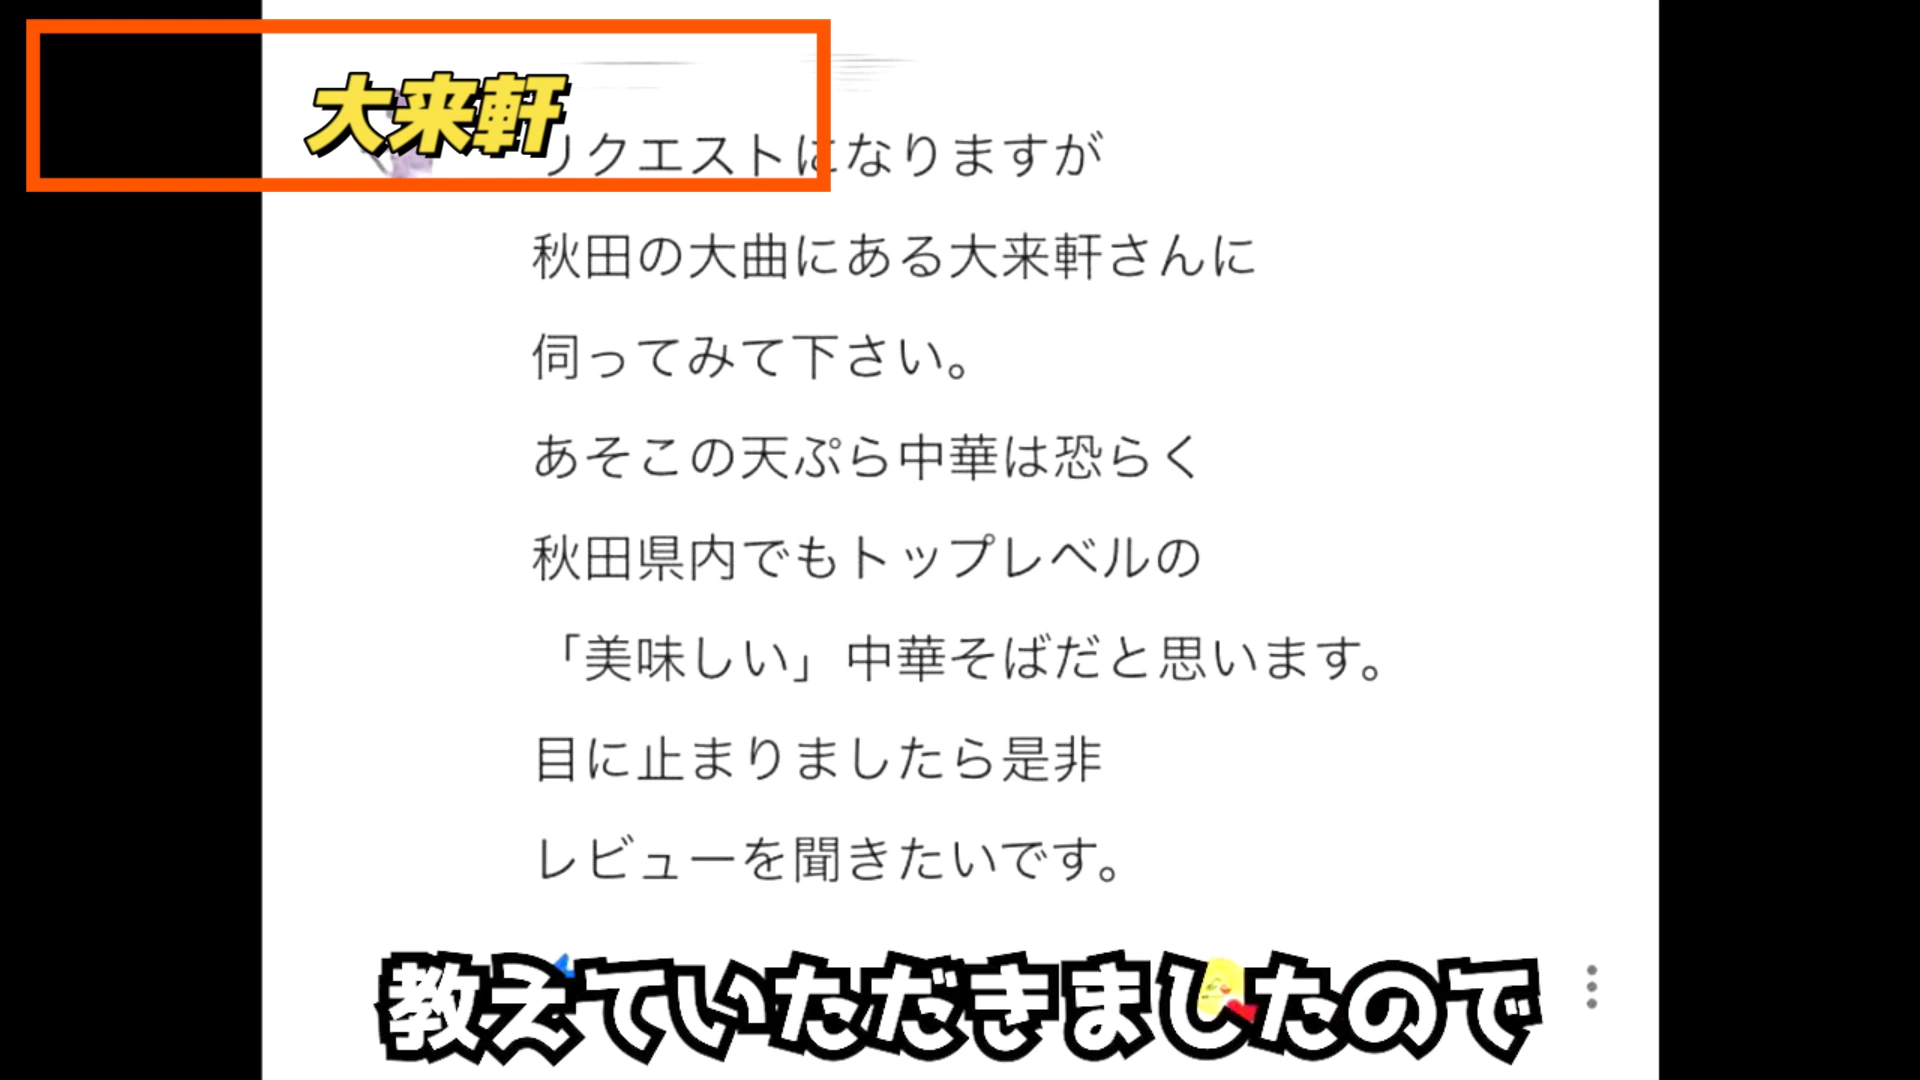 大来軒
リクエストになりますが
秋田の大曲にある大来軒さんに
伺ってみて下さい。
あそこの天ぷら中華は恐らく
秋田県内でもトップレベルの
「美味しい」中華そばだと思います。
目に止まりましたら是非
レビューを聞きたいです。
教えていただきましたので